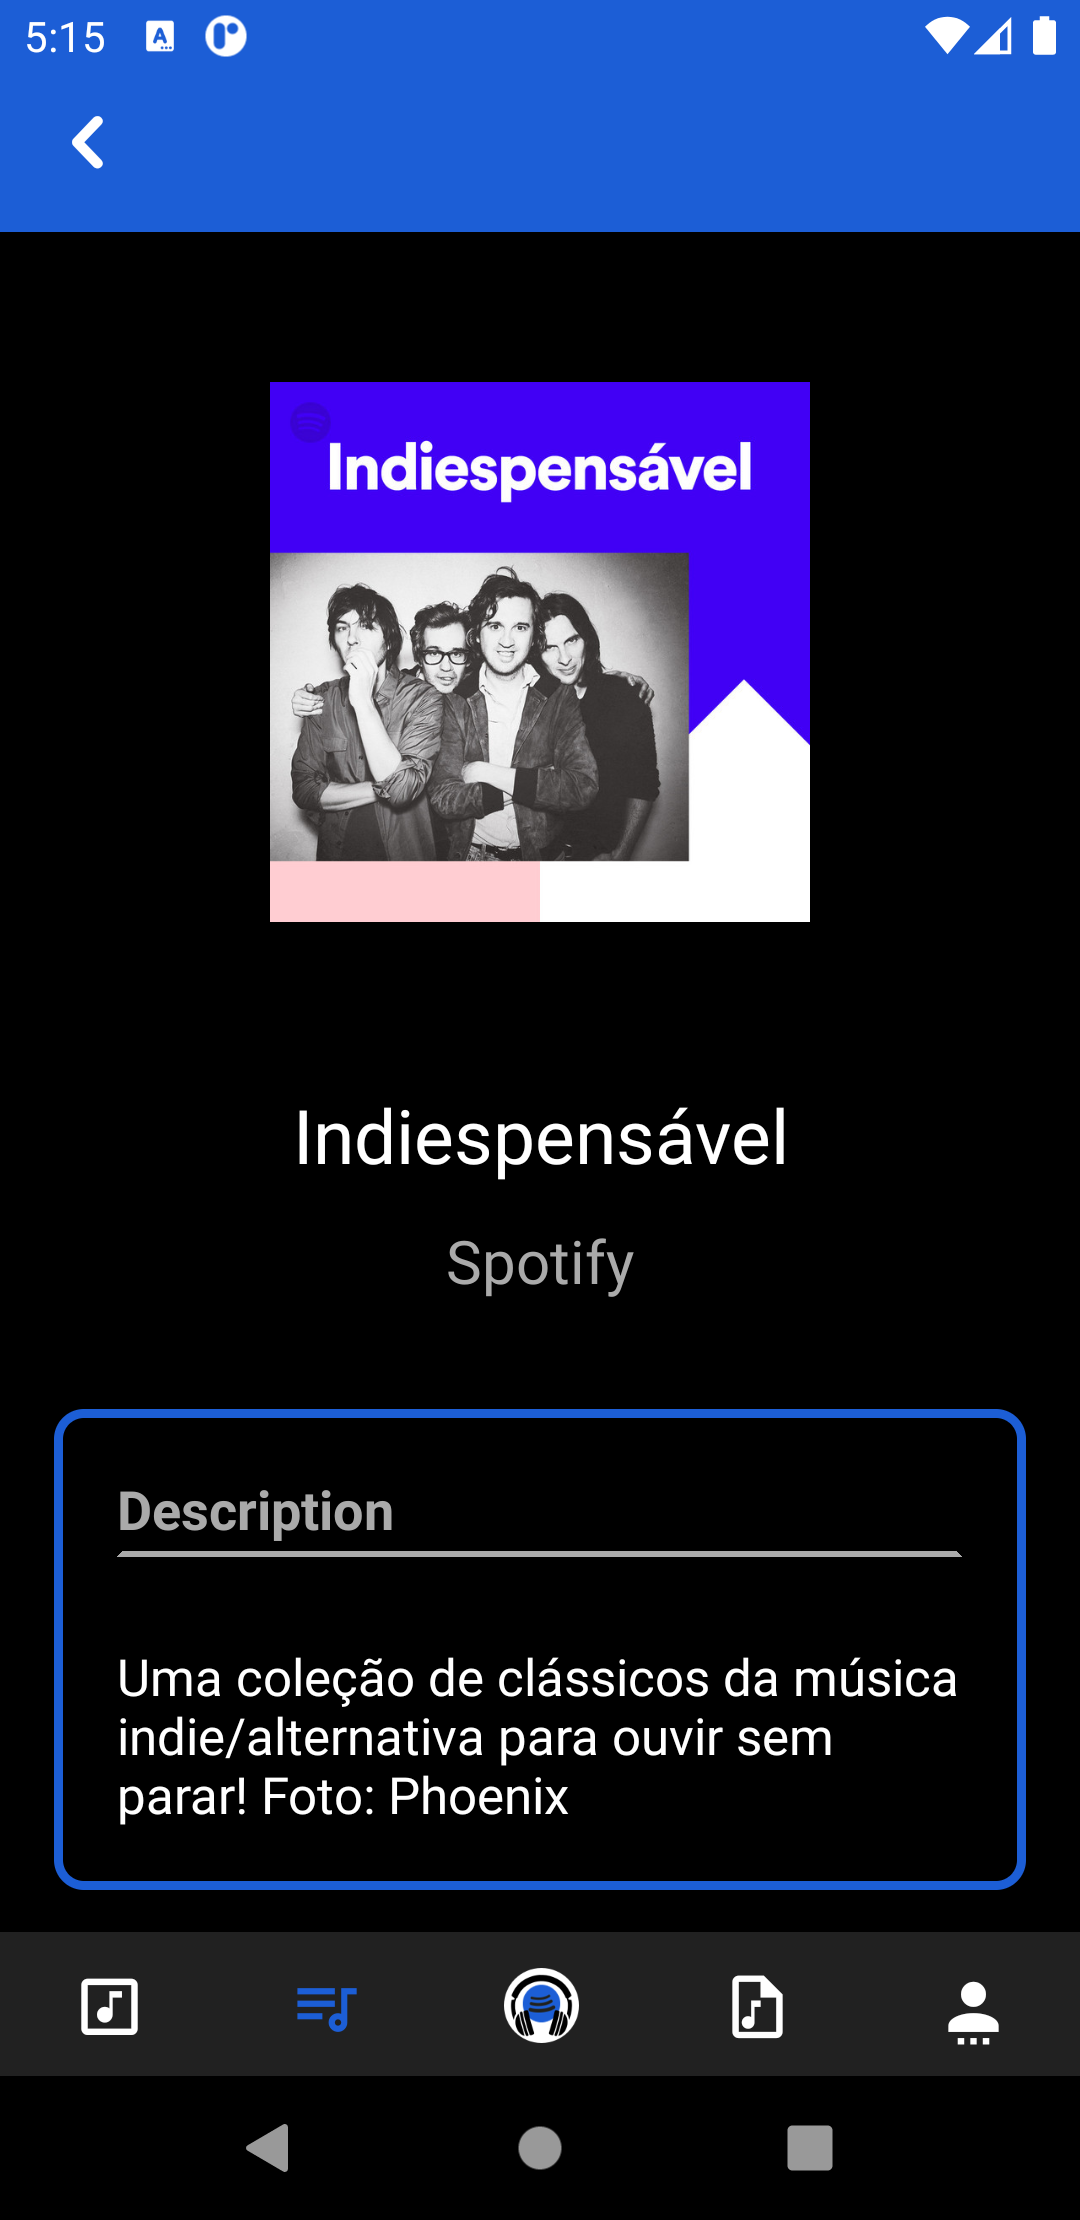 5:15
A
Indiespensável
Indiespensável
Spotify
Description
Uma coleção de clássicos da música
indie/alternativa para ouvir sem
parar! Foto: Phoenix